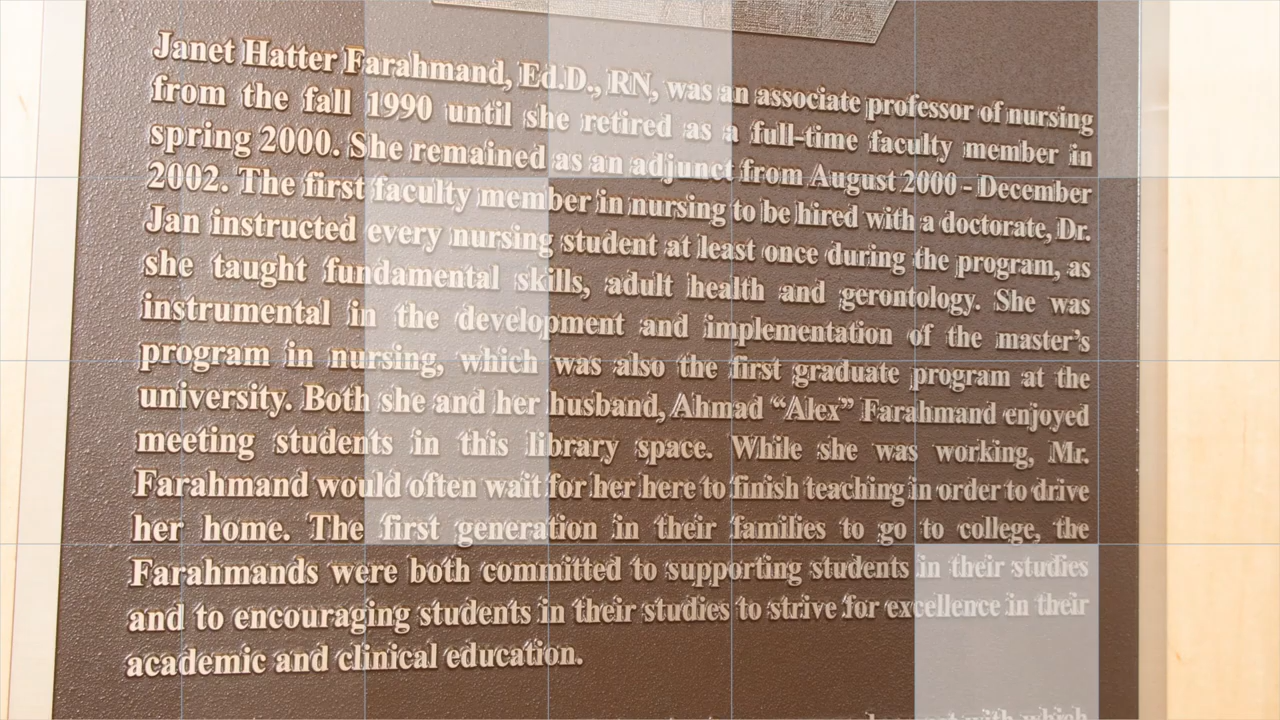 Janet Hatter Farahmand, Ed.D., RN, was an associate professor of nursing
from the fall 1990 until she retired as a full-time faculty member in
spring 2000. She remained as an adjunct from August 2000 - December
2002. The first faculty member in nursing to be hired with a doctorate, Dr.
Jan instructed every nursing student at least once during the program, as
she taught fundamental skills, adult health and gerontology. She was
instrumental in the development and implementation of the master's
program in nursing, which was also the first graduate program at the
university. Both she and her husband, Ahmad “Alex” Farahmand enjoyed
meeting students in this library space. While she was working, Mr.
Farahmand would often wait for her here to finish teaching in order to drive
her home. The first generation in their families to go to college, the
Farahmands were both committed to supporting students in their studies
and to encouraging students in their studies to strive for excellence in their
academic and clinical education.
with which